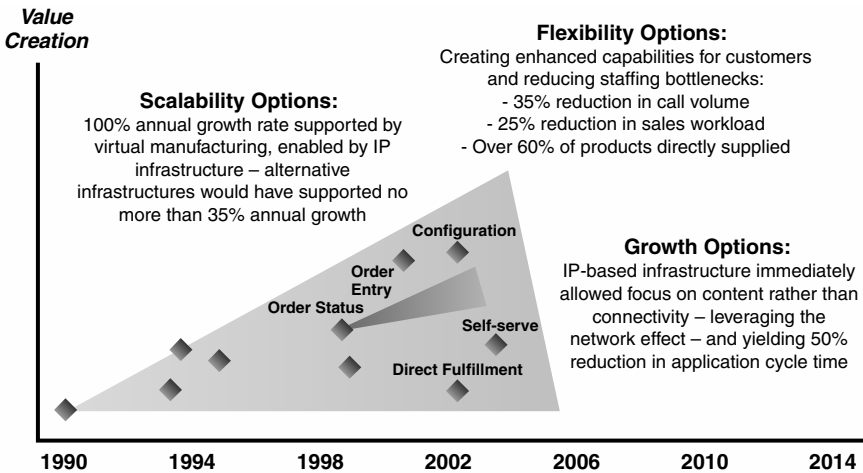 Value
Creation
Flexibility Options:
Creating enhanced capabilities for customers
and reducing staffing bottlenecks:
- 35% reduction in call volume
- 25% reduction in sales workload
- Over 60% of products directly supplied
Scalability Options:
100% annual growth rate supported by
virtual manufacturing, enabled by IP
infrastructure – alternative
infrastructures would have supported no
more than 35% annual growth
Growth Options:
IP-based infrastructure immediately
allowed focus on content rather than
connectivity – leveraging the
network effect – and yielding 50%
reduction in application cycle time
Configuration
Order
Entry
Order Status
Self-serve
Direct Fulfillment
1990 1994 1998 2002 2006 2010 2014